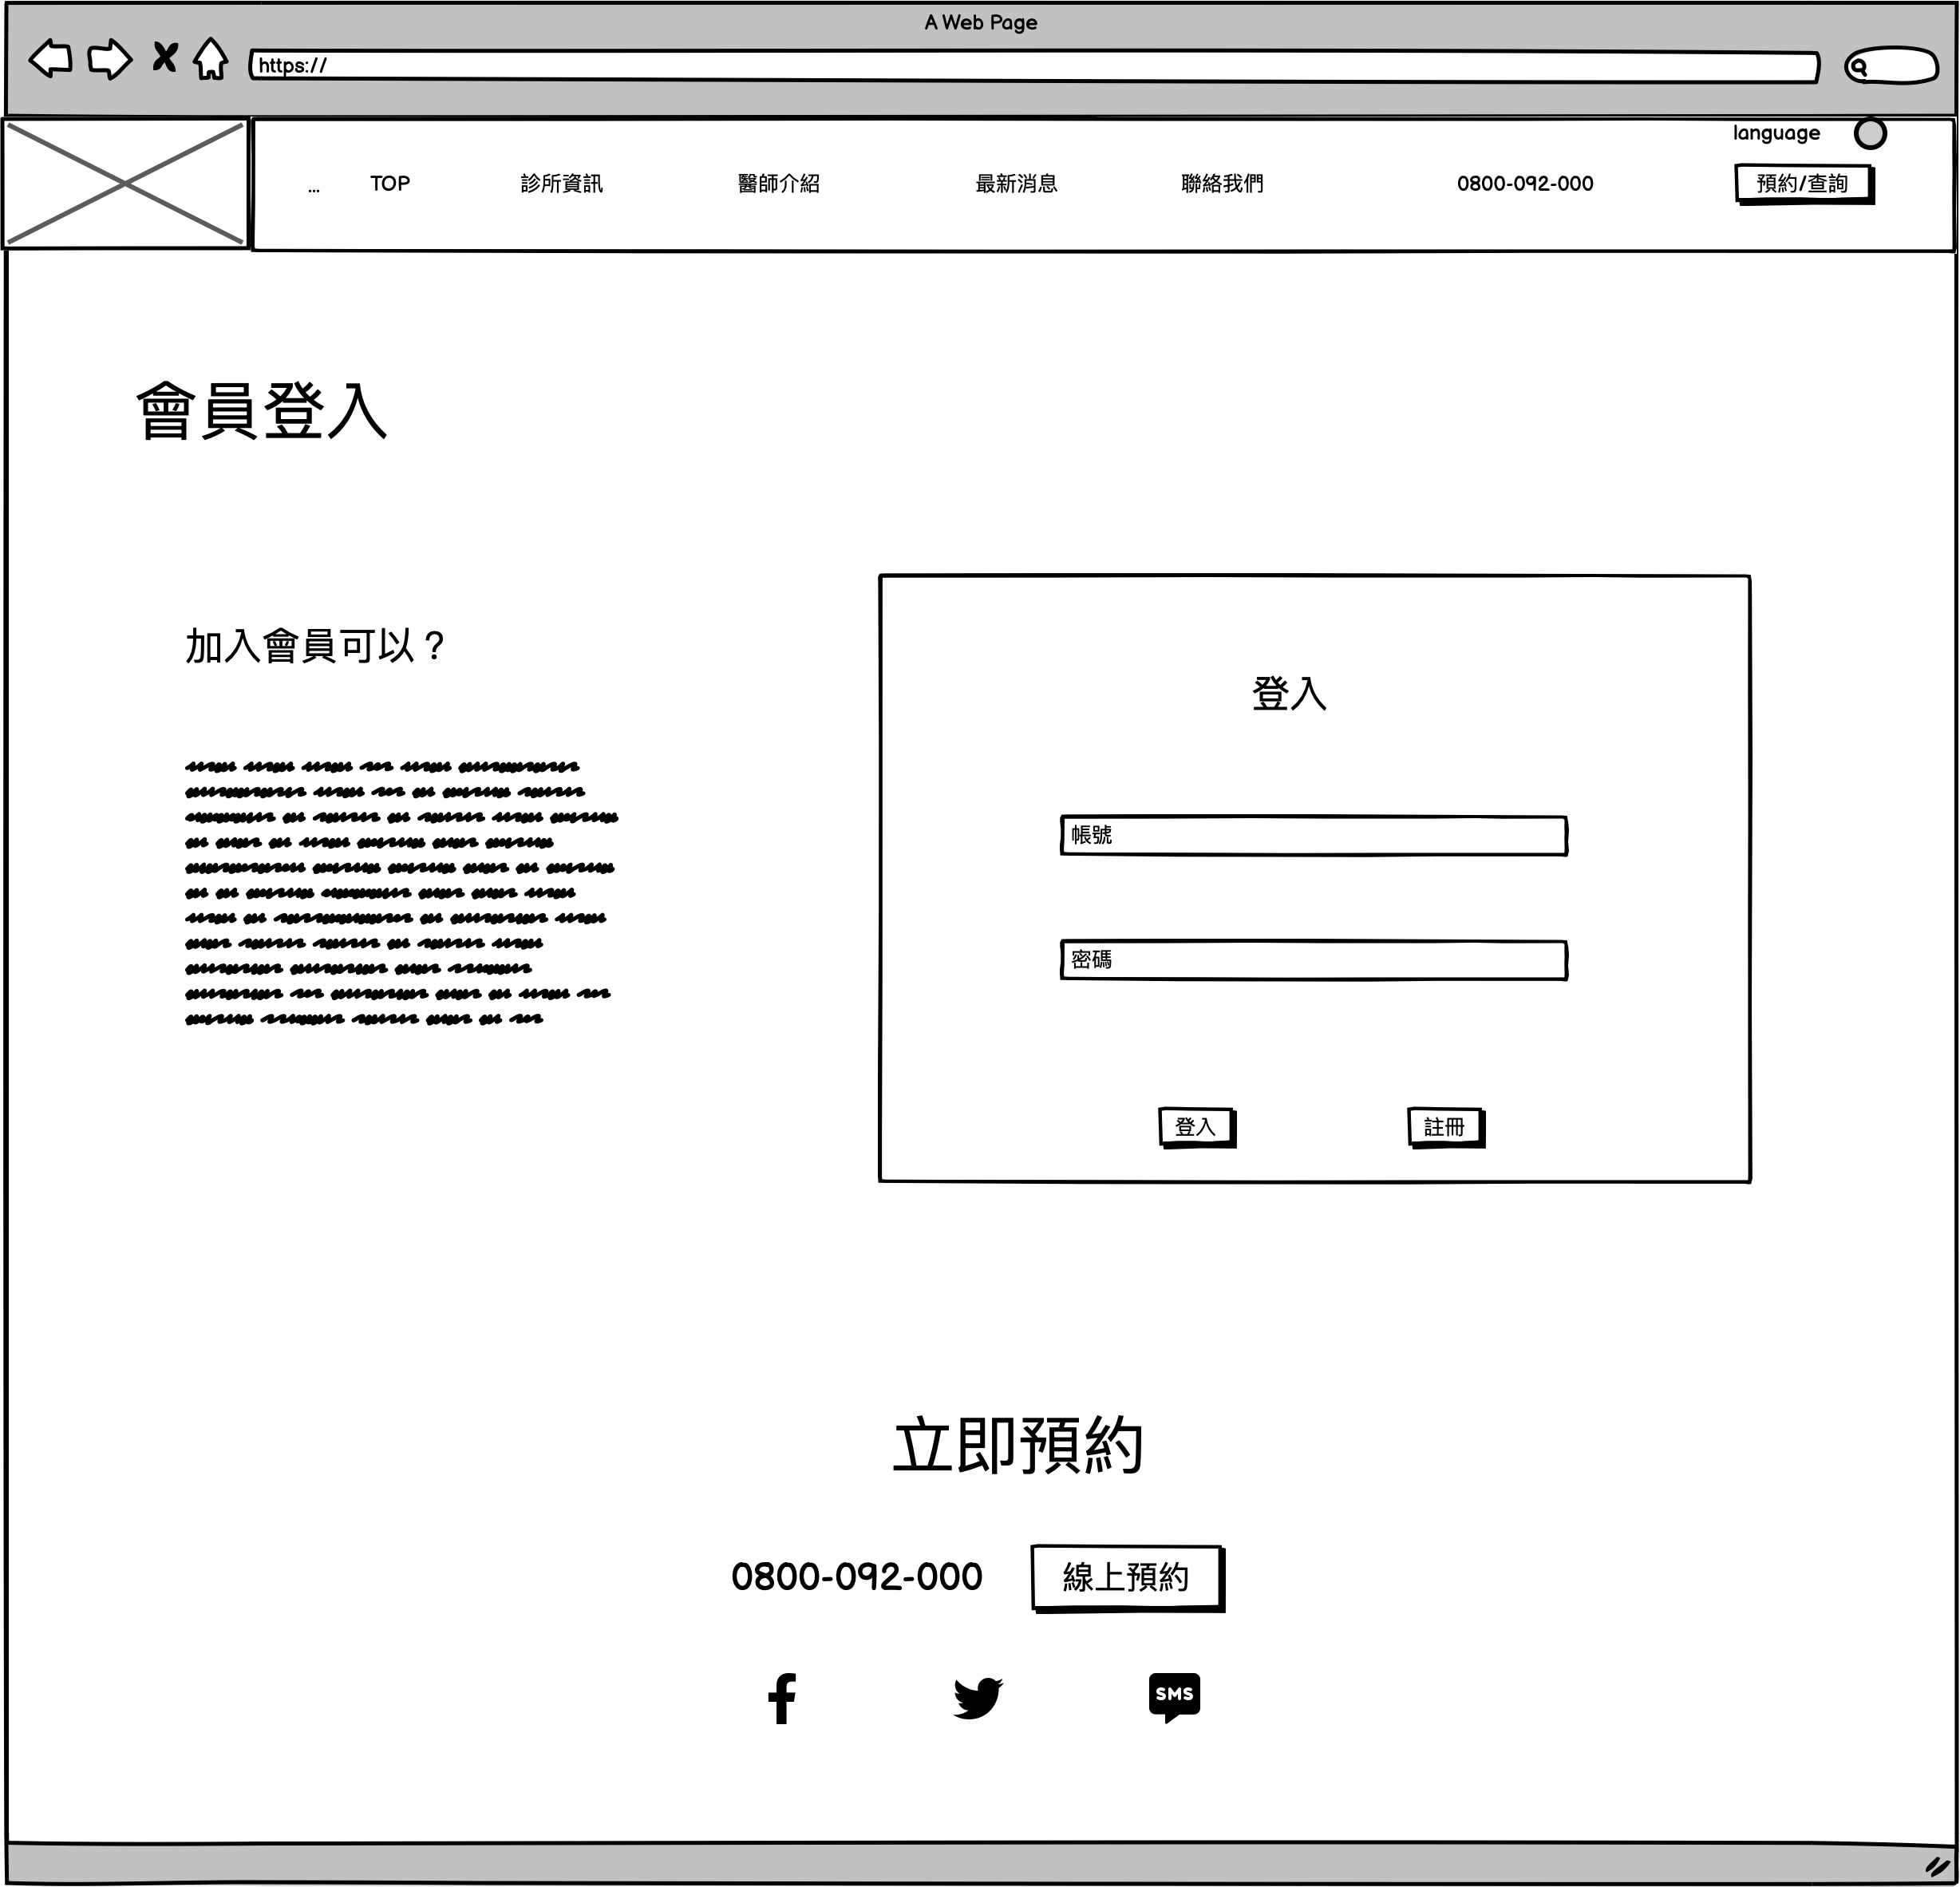 A Web Page
https://
language
... TOP 診所資訊 醫師介紹 最新消息 聯絡我們 0800-092-000 預約/查詢
會員登入
加入會員可以？
登入
帳號
密碼
登入 註冊
立即預約
0800-092-000 線上預約
SMS